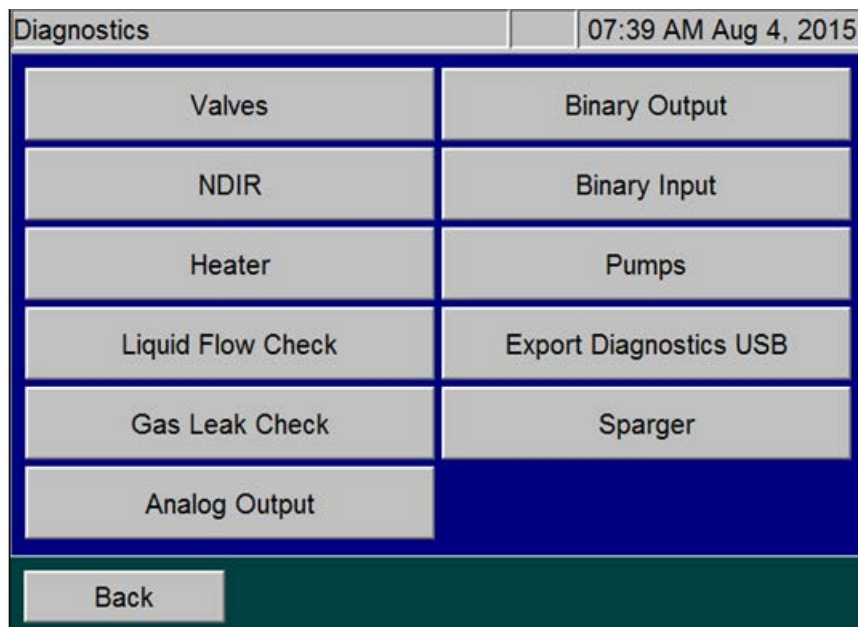 Diagnostics 07:39 AM Aug 4, 2015
Valves Binary Output
NDIR Binary Input
Heater Pumps
Liquid Flow Check Export Diagnostics USB
Gas Leak Check Sparger
Analog Output
Back